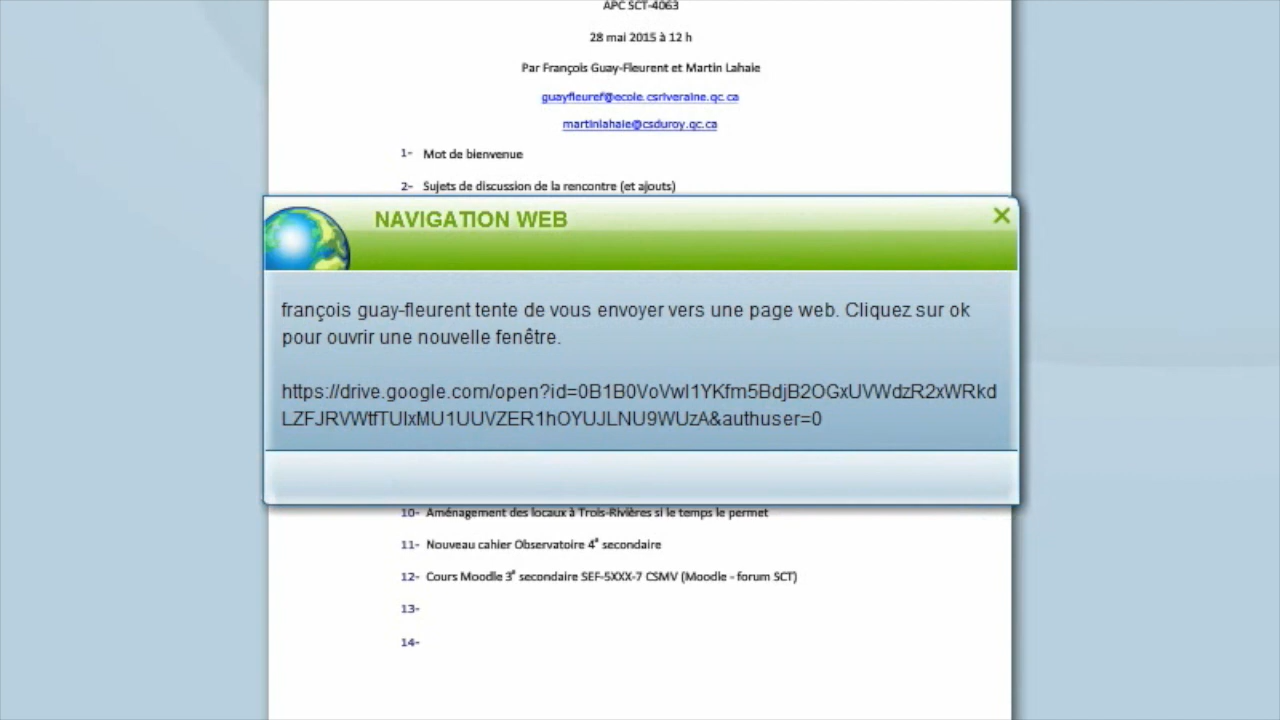 APC SCT-4063
28 mai 2015 à 12 h
Par François Guay-Fleurent et Martin Lahaie
guayfleuref@ecole.csriveraine.qc.ca
martinlahaie@csduroy.qc.ca
1- Mot de bienvenue
2- Sujets de discussion de la rencontre (et ajouts)
NAVIGATION WEB
françois guay-fleurent tente de vous envoyer vers une page web. Cliquez sur ok
pour ouvrir une nouvelle fenêtre.
https://drive.google.com/open?id=0B1B0VoVwI1YKfm5BdjB2OGxUVWdzR2xWRkd
LZFJRVWtfTUIxMU1UUVZER1hOYUJLNU9WUzA&authuser=0
10- Aménagement des locaux à Trois-Rivières si le temps le permet
11- Nouveau cahier Observatoire 4e secondaire
12- Cours Moodle 3e secondaire SEF-5XXX-7 CSMV (Moodle - forum SCT)
13-
14-